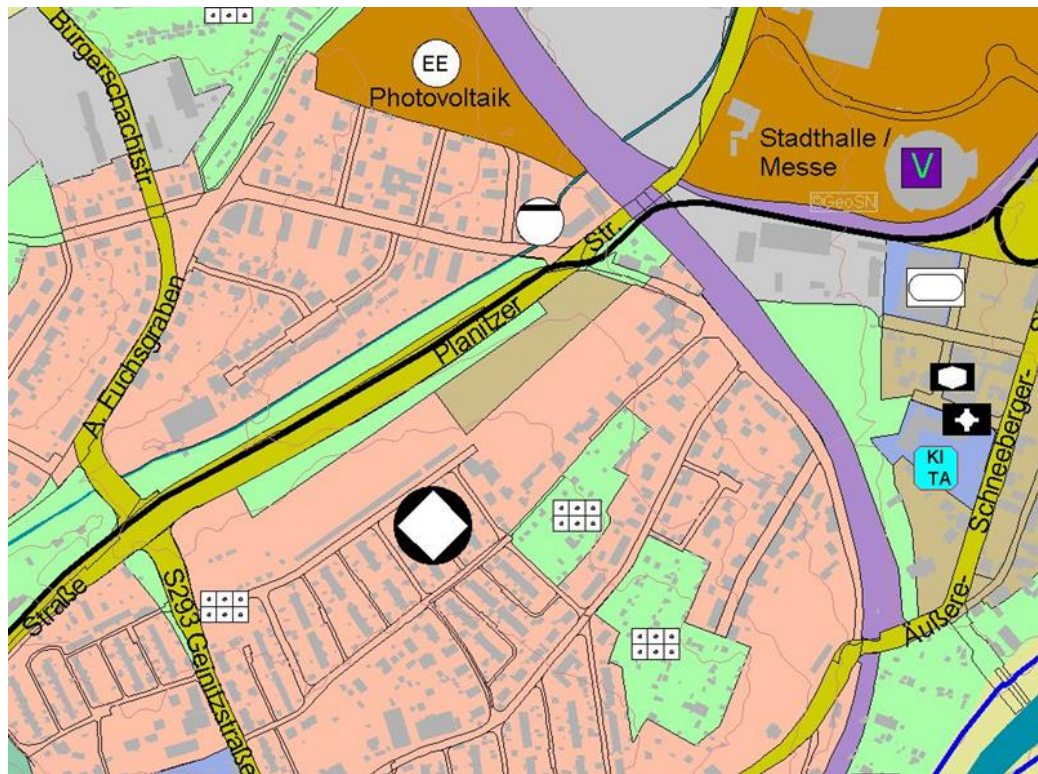 Bürgerschachtstr
EE
Photovoltaik
Stadthalle /
Messe
V
©GeoSN
A. Fuchsgraben
Planitzer
Str.
KI
TA
Schneeberger-
Äußere-
Straße
S293 Geinitzstraße